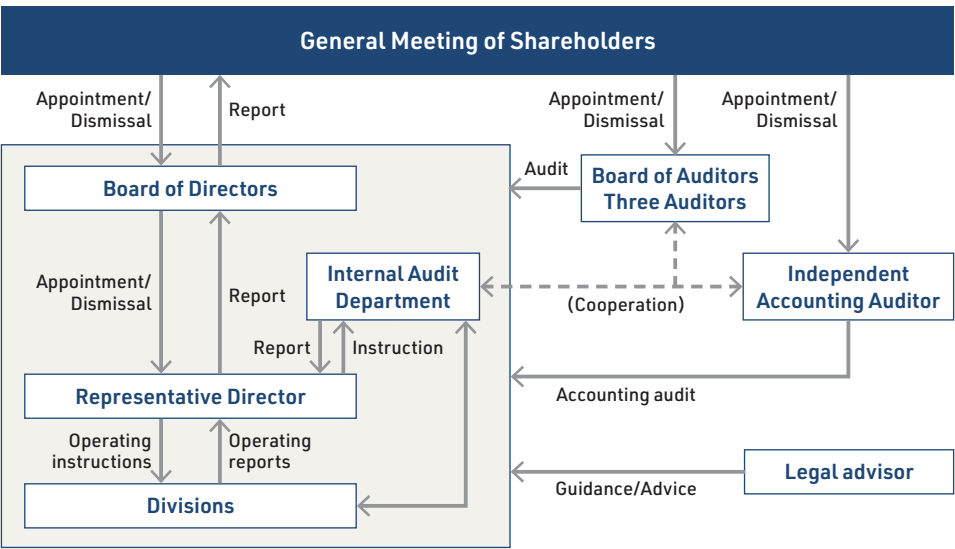 General Meeting of Shareholders
Appointment/
Dismissal
Report
Appointment/
Dismissal
Appointment/
Dismissal
Board of Directors
Audit
Board of Auditors
Three Auditors
Appointment/
Dismissal
Report
Internal Audit
Department
(Cooperation)
Independent
Accounting Auditor
Report
Instruction
Representative Director
Accounting audit
Operating
instructions
Operating
reports
Guidance/Advice
Legal advisor
Divisions